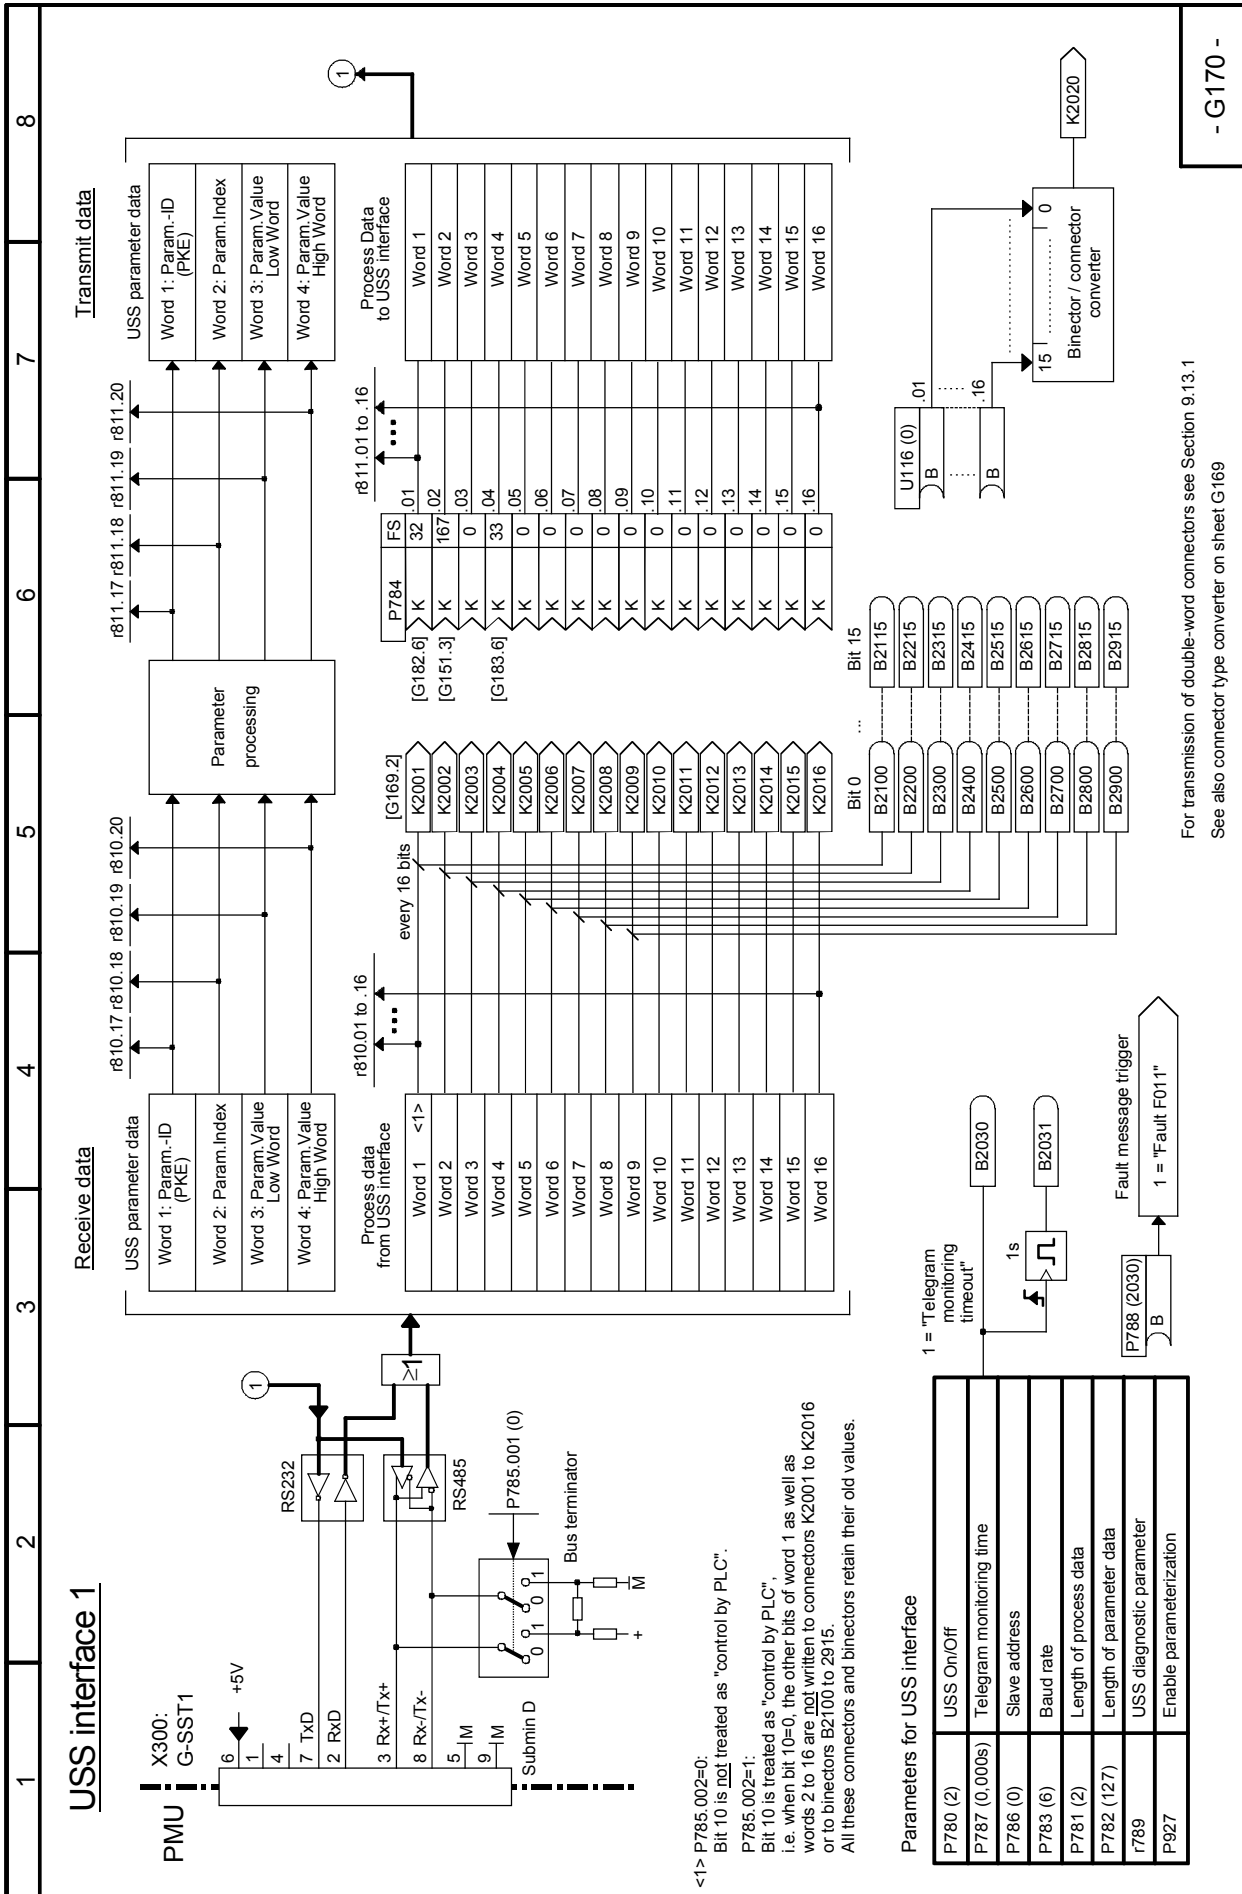 1 2 3 4 5 6 7 8
USS interface 1
Receive data
Transmit data
PMU
X300:
G-SST1
6
+5V
1
4
7 TxD
2 RxD
3 Rx+/Tx+
8 Rx-/Tx-
5 M
9 M
Submin D
RS232
RS485
1
≥1
P785.001 (0)
0 1 0 1
Bus terminator
+
M
USS parameter data
Word 1: Param.-ID
(PKE)
Word 2: Param.Index
Word 3: Param.Value
Low Word
Word 4: Param.Value
High Word
r810.17 r810.18 r810.19 r810.20
Parameter
processing
r811.17 r811.18 r811.19 r811.20
USS parameter data
Word 1: Param.-ID
(PKE)
Word 2: Param.Index
Word 3: Param.Value
Low Word
Word 4: Param.Value
High Word
1
Process data
from USS interface
Word 1 <1>
Word 2
Word 3
Word 4
Word 5
Word 6
Word 7
Word 8
Word 9
Word 10
Word 11
Word 12
Word 13
Word 14
Word 15
Word 16
r810.01 to .16
...
every 16 bits
[G169.2]
K2001
K2002
K2003
K2004
K2005
K2006
K2007
K2008
K2009
K2010
K2011
K2012
K2013
K2014
K2015
K2016
P784 FS
[G182.6] K 32 .01
[G151.3] K 167 .02
K 0 .03
[G183.6] K 33 .04
K 0 .05
K 0 .06
K 0 .07
K 0 .08
K 0 .09
K 0 .10
K 0 .11
K 0 .12
K 0 .13
K 0 .14
K 0 .15
K 0 .16
r811.01 to .16
...
Process Data
to USS interface
Word 1
Word 2
Word 3
Word 4
Word 5
Word 6
Word 7
Word 8
Word 9
Word 10
Word 11
Word 12
Word 13
Word 14
Word 15
Word 16
Bit 0 ... Bit 15
B2100 B2115
B2200 B2215
B2300 B2315
B2400 B2415
B2500 B2515
B2600 B2615
B2700 B2715
B2800 B2815
B2900 B2915
U116 (0)
B .01
B .16
15 0
Binector / connector
converter
K2020
<1> P785.002=0:
Bit 10 is not treated as "control by PLC".
P785.002=1:
Bit 10 is treated as "control by PLC",
i.e. when bit 10=0, the other bits of word 1 as well as
words 2 to 16 are not written to connectors K2001 to K2016
or to binectors B2100 to 2915.
All these connectors and binectors retain their old values.
Parameters for USS interface
P780 (2) USS On/Off
P787 (0,000s) Telegram monitoring time
P786 (0) Slave address
P783 (6) Baud rate
P781 (2) Length of process data
P782 (127) Length of parameter data
r789 USS diagnostic parameter
P927 Enable parameterization
1 = "Telegram
monitoring
timeout"
B2030
1s
B2031
P788 (2030)
B
Fault message trigger
1 = "Fault F011"
For transmission of double-word connectors see Section 9.13.1
See also connector type converter on sheet G169
- G170 -